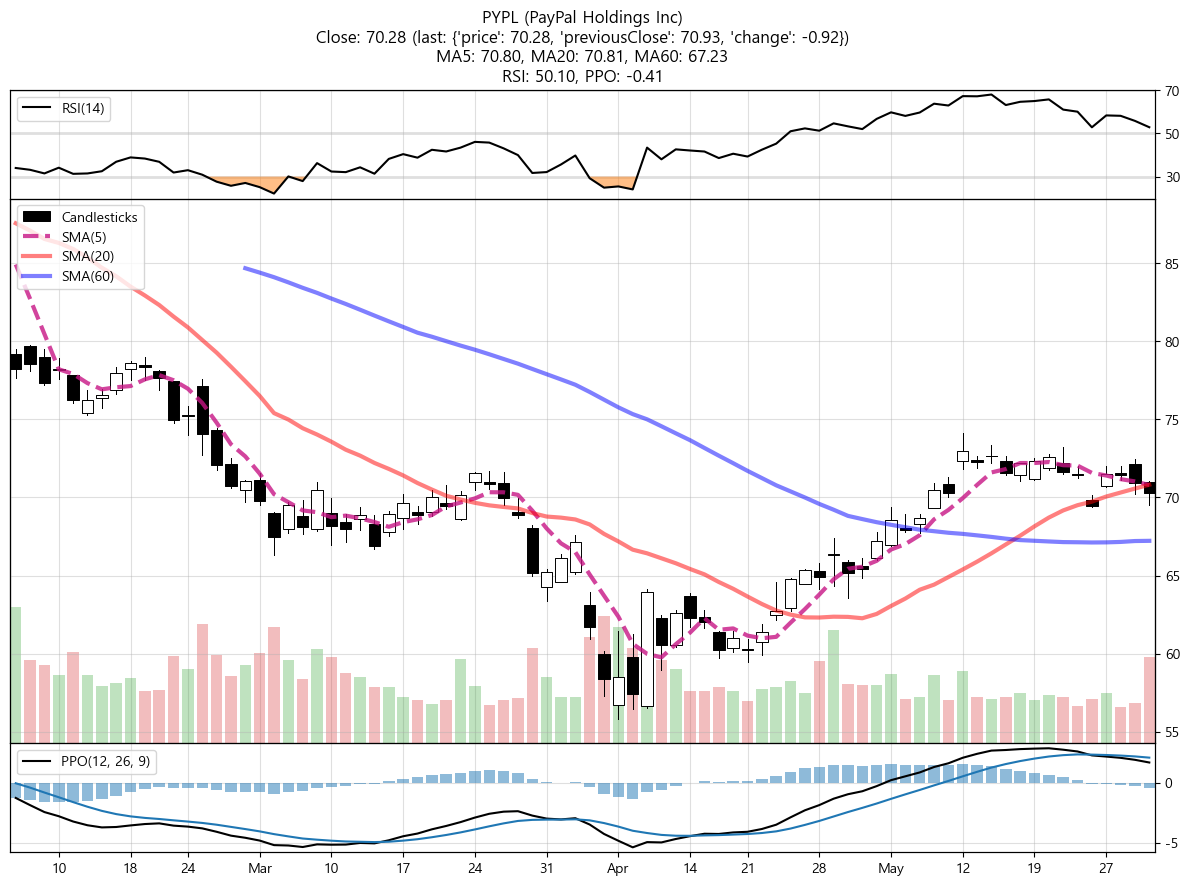 PYPL (PayPal Holdings Inc)
Close: 70.28 (last: {'price': 70.28, 'previousClose': 70.93, 'change': -0.92})
MA5: 70.80, MA20: 70.81, MA60: 67.23
RSI: 50.10, PPO: -0.41
RSI(14)
70
50
30
Candlesticks
SMA(5)
SMA(20)
SMA(60)
85
80
75
70
65
60
55
PPO(12, 26, 9)
0
-5
10 18 24 Mar 10 17 24 31 Apr 14 21 28 May 12 19 27